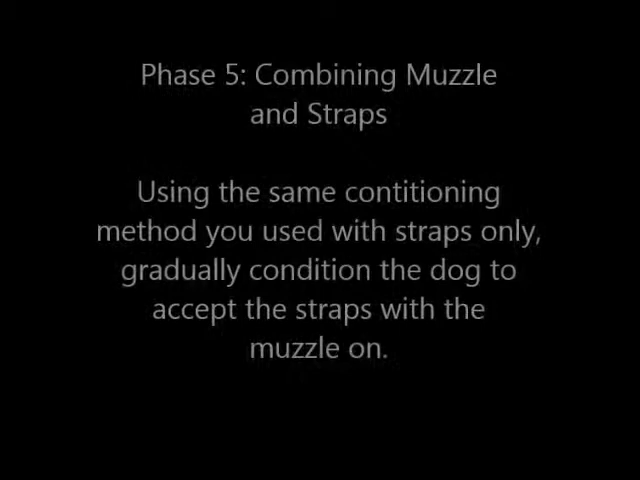 Phase 5: Combining Muzzle
and Straps
Using the same contitioning
method you used with straps only,
gradually condition the dog to
accept the straps with the
muzzle on.